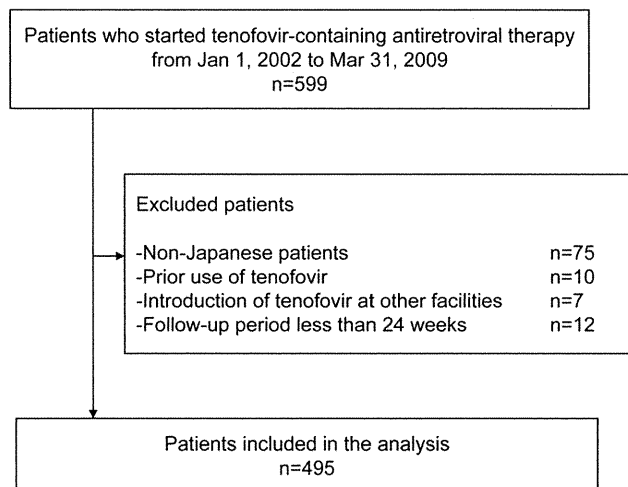 Patients who started tenofovir-containing antiretroviral therapy
from Jan 1, 2002 to Mar 31, 2009
n=599
Excluded patients
-Non-Japanese patients n=75
-Prior use of tenofovir n=10
-Introduction of tenofovir at other facilities n=7
-Follow-up period less than 24 weeks n=12
Patients included in the analysis
n=495